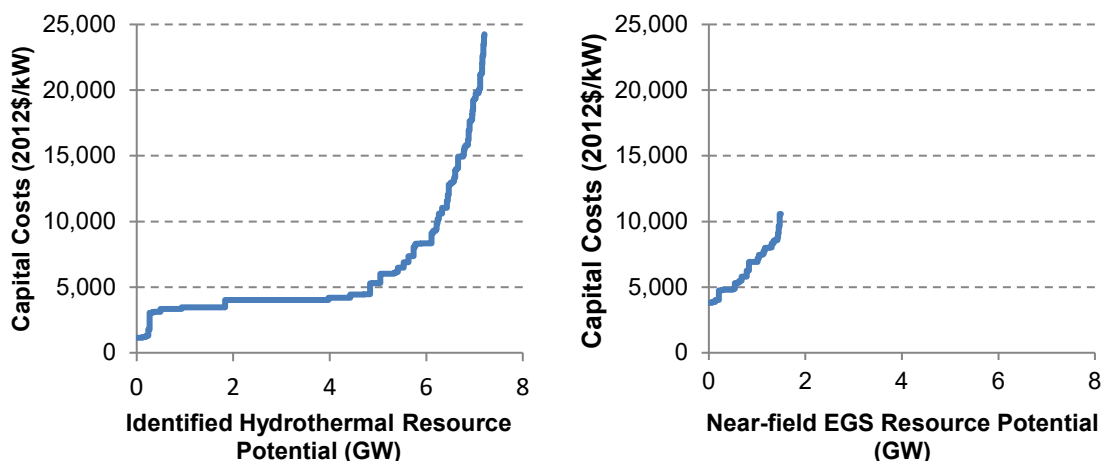 Capital Costs (2012$/kW)
25,000
20,000
15,000
10,000
5,000
0
0 2 4 6 8
Identified Hydrothermal Resource
Potential (GW)
Capital Costs (2012$/kW)
25,000
20,000
15,000
10,000
5,000
0
0 2 4 6 8
Near-field EGS Resource Potential
(GW)